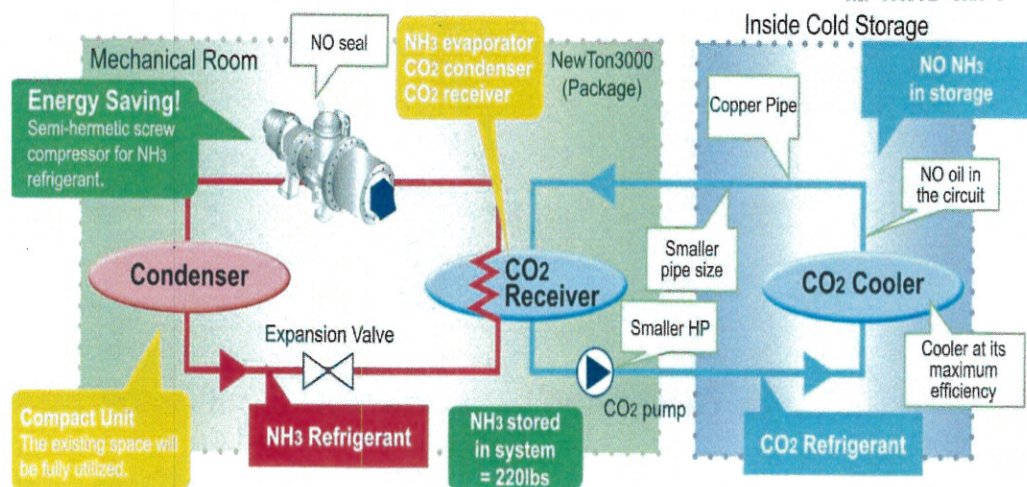 Inside Cold Storage
Mechanical Room
NO seal
NH3 evaporator
CO2 condenser
CO2 receiver
NewTon3000
(Package)
NO NH3
in storage
Energy Saving!
Semi-hermetic screw
compressor for NH3
refrigerant.
Copper Pipe
NO oil in
the circuit
Smaller
pipe size
Condenser
CO2
Receiver
CO2 Cooler
Expansion Valve
Smaller HP
Cooler at its
maximum
efficiency
CO2 pump
Compact Unit
The existing space will
be fully utilized.
NH3 Refrigerant
NH3 stored
in system
= 220lbs
CO2 Refrigerant